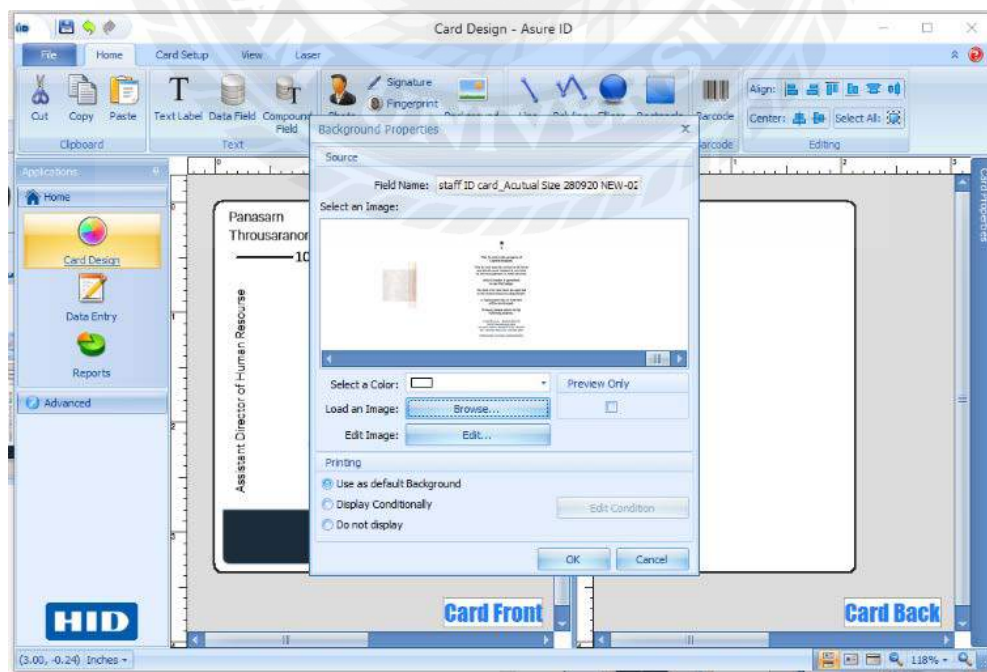 Card Design - Asure ID
File Home Card Setup View Laser
Cut Copy Paste Text Label Data Field Compound Field Signature Fingerprint Align: Center: Select All:
Clipboard Text Editing
Background Properties
Source
Field Name: staff ID card_Acutual Size 280920 NEW-02
Select an Image:
Select a Color: Preview Only
Load an Image: Browse...
Edit Image: Edit...
Printing
Use as default Background
Display Conditionally Edit Condition
Do not display
OK Cancel
Applications
Home
Card Design
Data Entry
Reports
Advanced
HID
Panasarn
Throusaranor
10
Assistant Director of Human Resourse
Card Front
Card Back
Card Properties
(3.00, -0.24) Inches
118%